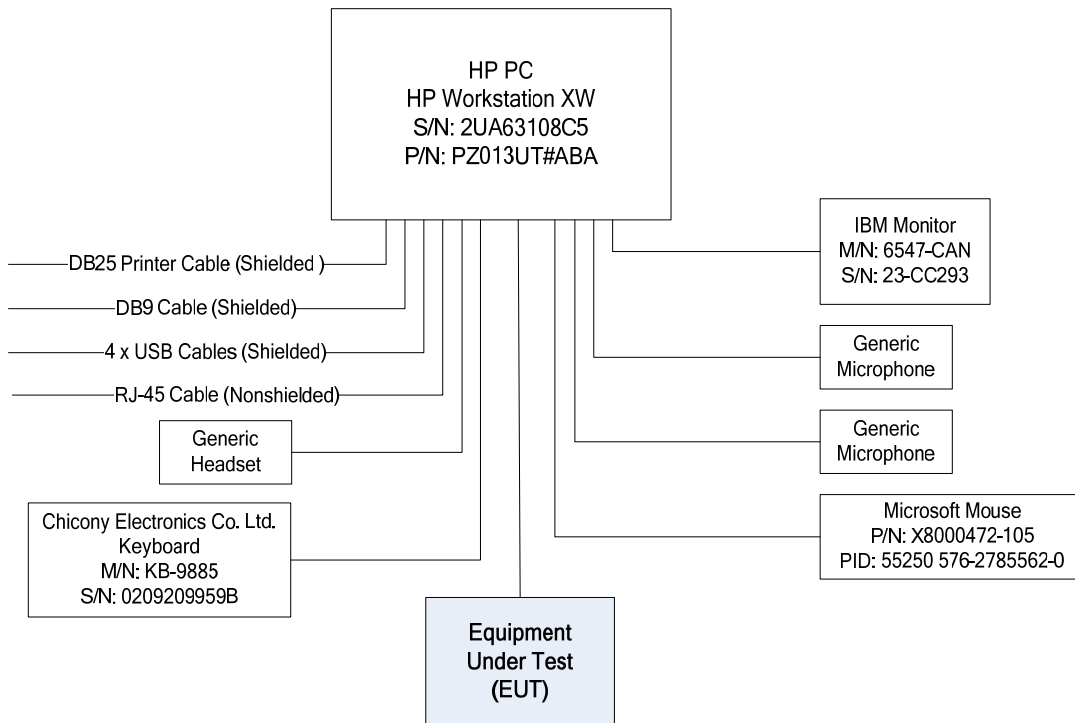 HP PC
HP Workstation XW
S/N: 2UA63108C5
P/N: PZ013UT#ABA
DB25 Printer Cable (Shielded )
DB9 Cable (Shielded)
4 x USB Cables (Shielded)
RJ-45 Cable (Nonshielded)
Generic
Headset
Chicony Electronics Co. Ltd.
Keyboard
M/N: KB-9885
S/N: 0209209959B
IBM Monitor
M/N: 6547-CAN
S/N: 23-CC293
Generic
Microphone
Generic
Microphone
Microsoft Mouse
P/N: X8000472-105
PID: 55250 576-2785562-0
Equipment
Under Test
(EUT)